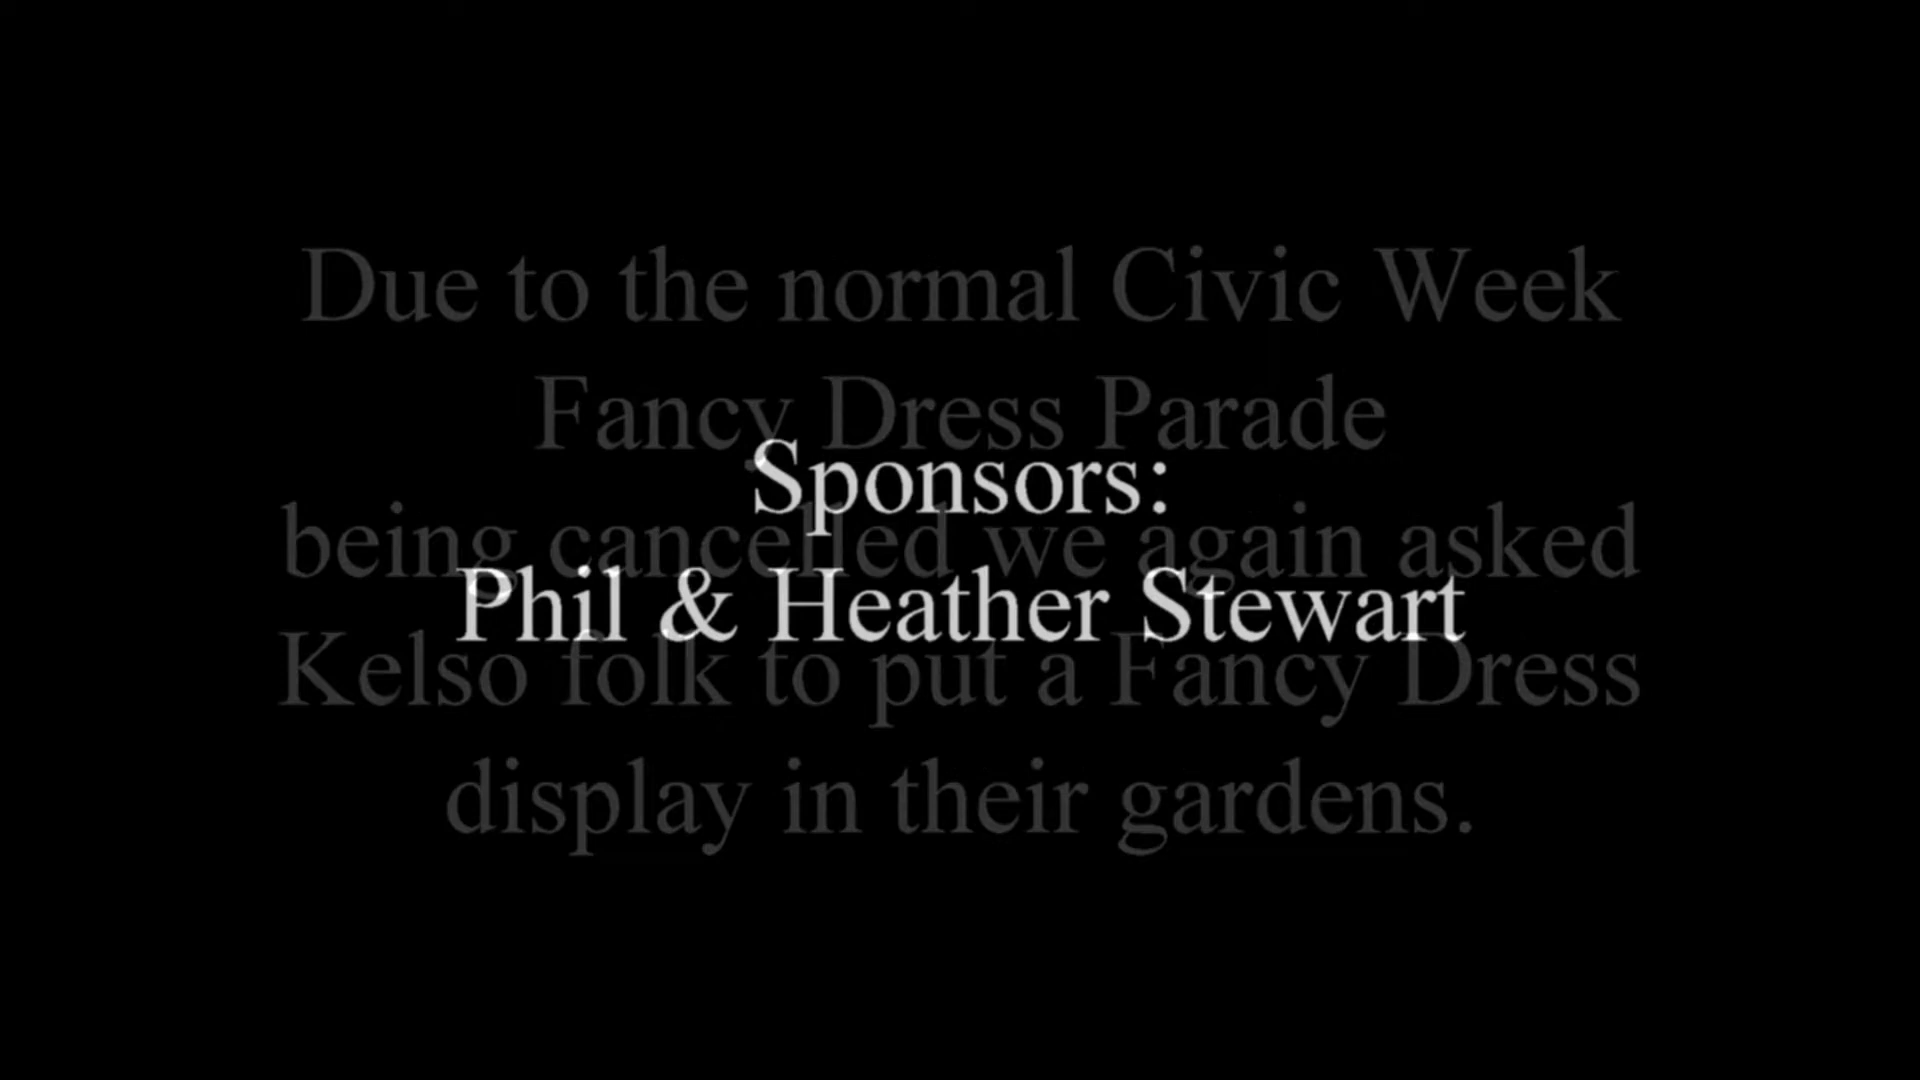 Due to the normal Civic Week
Fancy Dress Parade
Sponsors:
being cancelled we again asked
Phil & Heather Stewart
Kelso folk to put a Fancy Dress
display in their gardens.